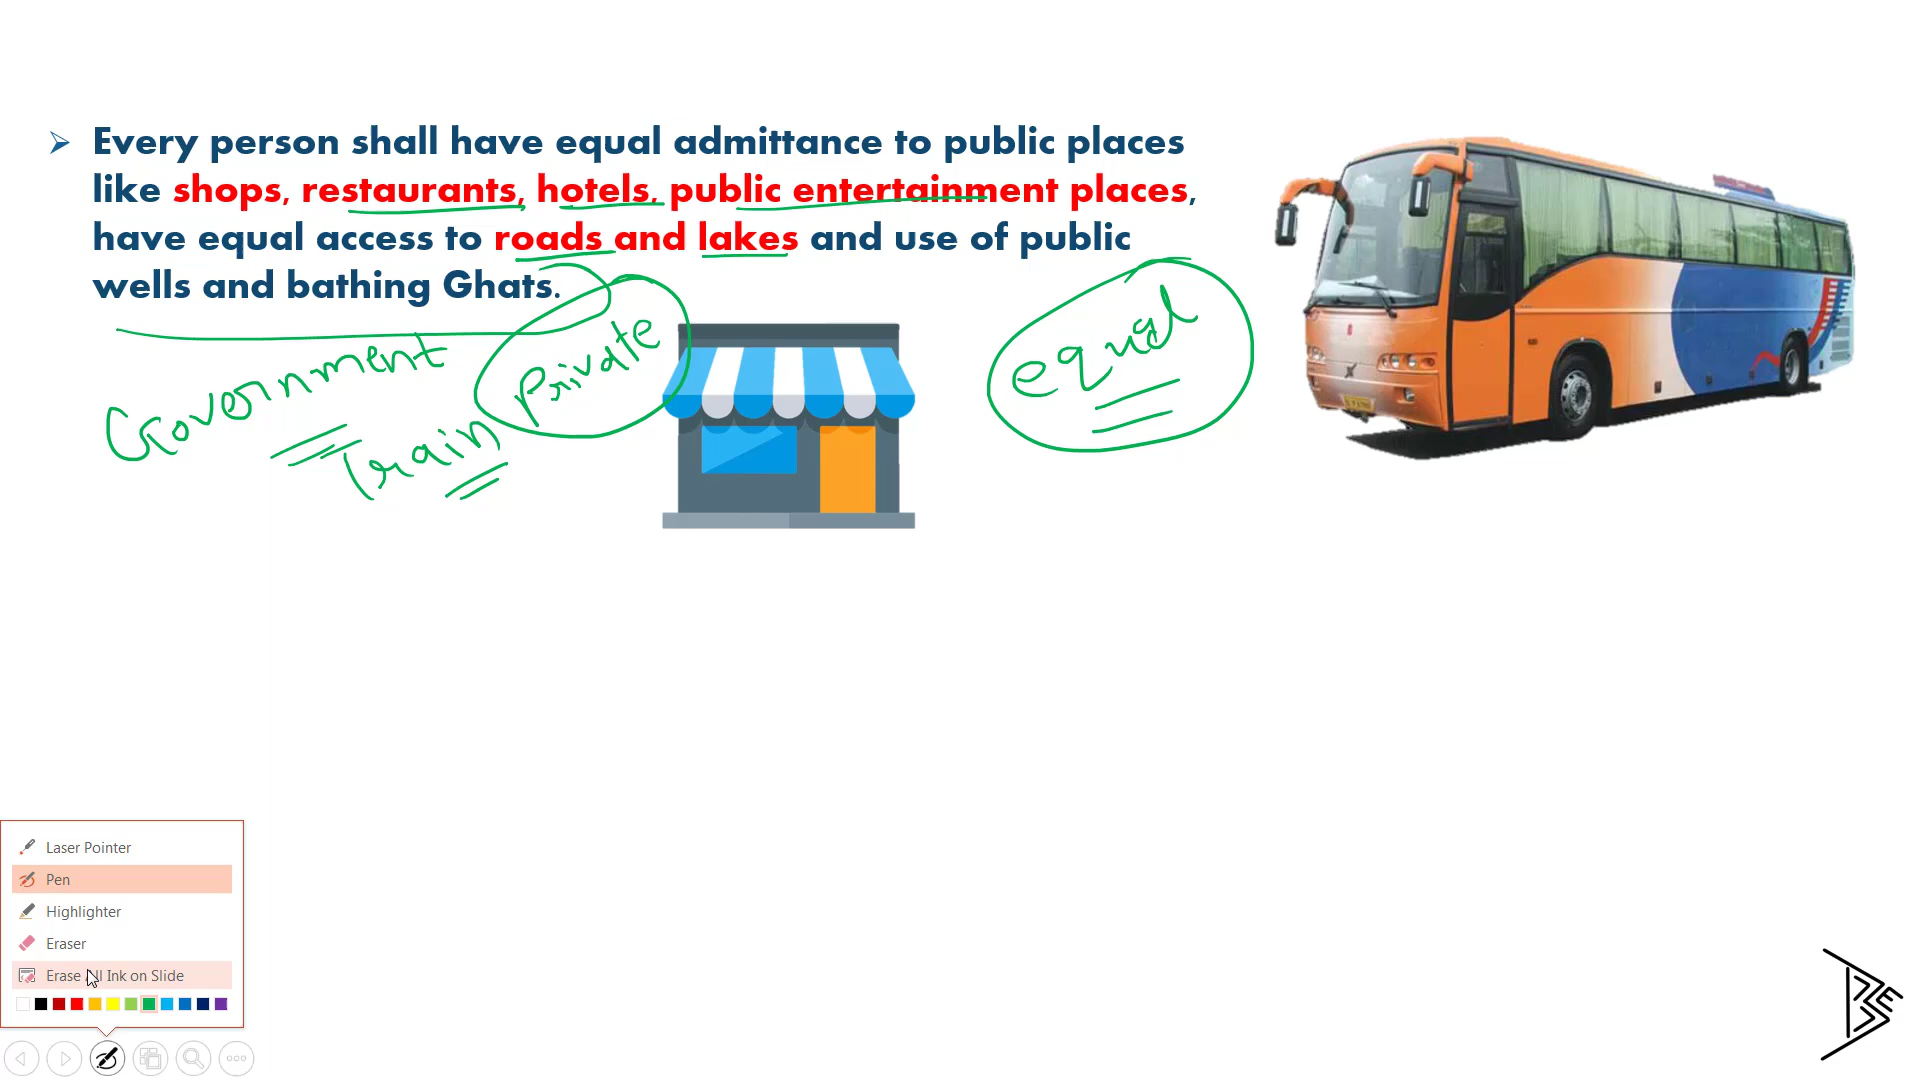 Every person shall have equal admittance to public places
like shops, restaurants, hotels, public entertainment places,
have equal access to roads and lakes and use of public
wells and bathing Ghats.
Government
Private
Train
equal
Laser Pointer
Pen
Highlighter
Eraser
Erase All Ink on Slide